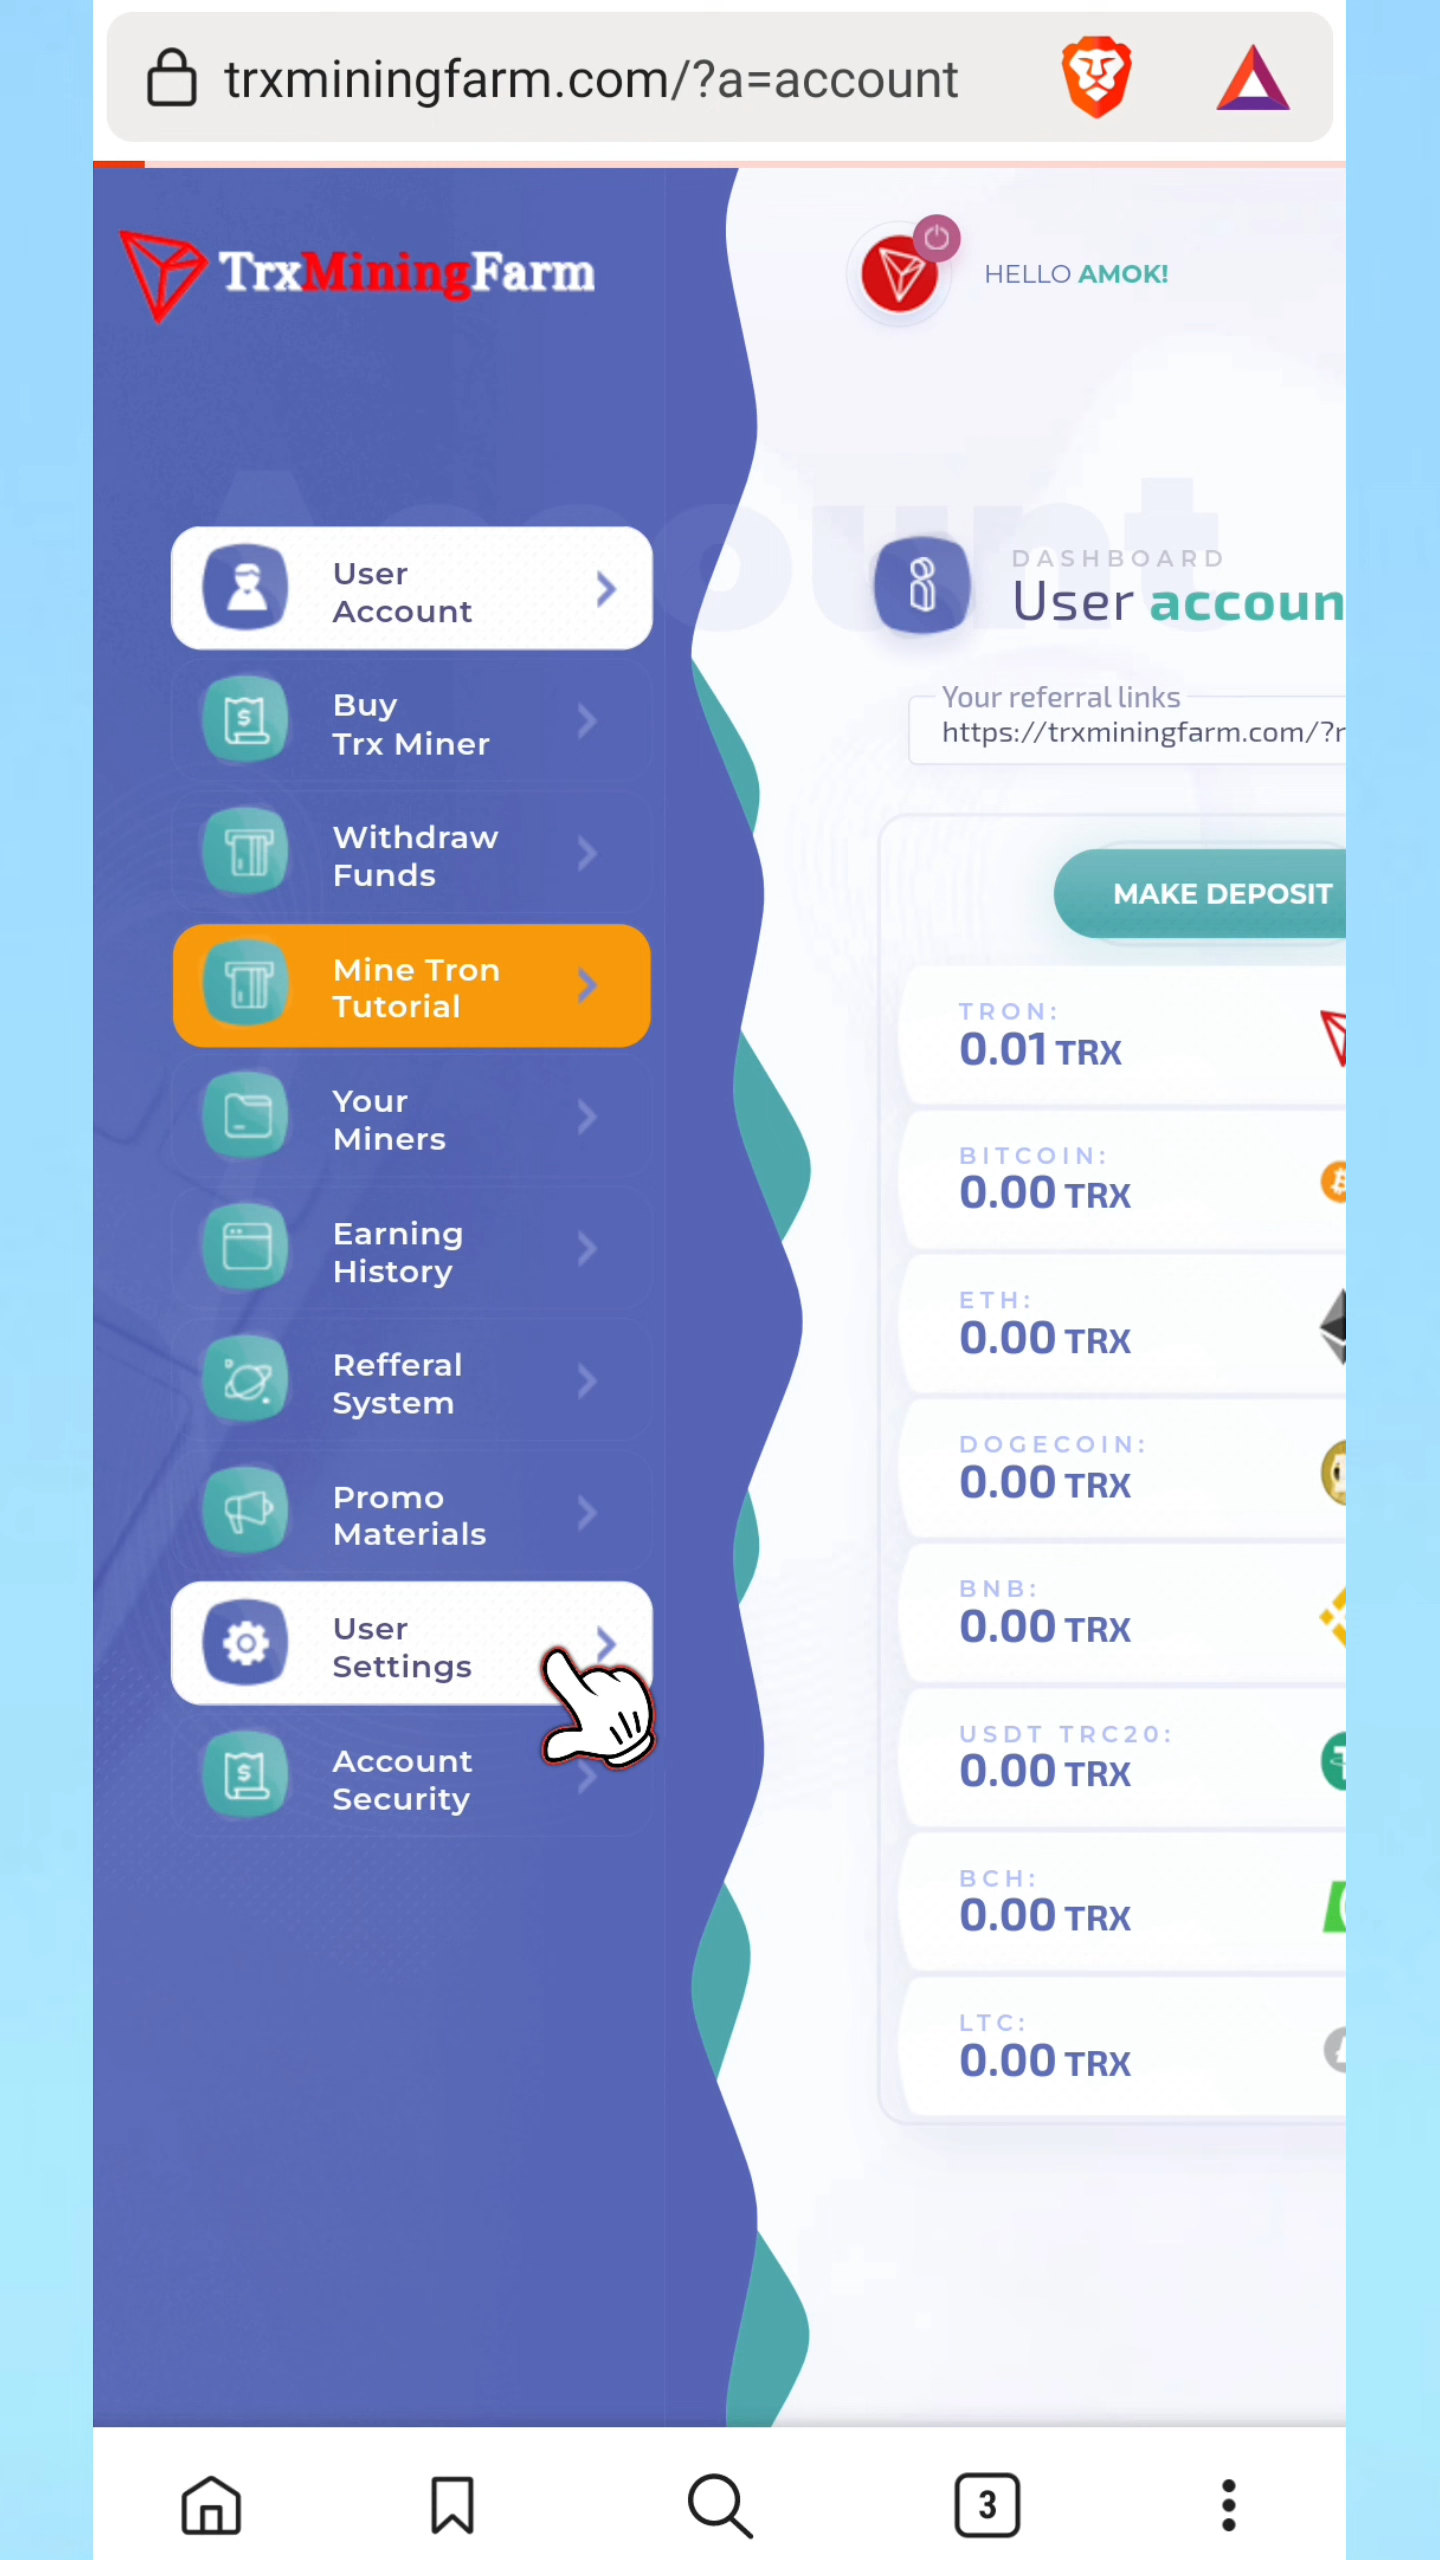 trxminingfarm.com/?a=account
TrxMiningFarm
HELLO AMOK!
Account
User
Account
Buy
Trx Miner
Withdraw
Funds
Mine Tron
Tutorial
Your
Miners
Earning
History
Refferal
System
Promo
Materials
User
Settings
Account
Security
DASHBOARD
User accoun
Your referral links
https://trxminingfarm.com/?r
MAKE DEPOSIT
TRON:
0.01 TRX
BITCOIN:
0.00 TRX
ETH:
0.00 TRX
DOGECOIN:
0.00 TRX
BNB:
0.00 TRX
USDT TRC20:
0.00 TRX
BCH:
0.00 TRX
LTC:
0.00 TRX
3